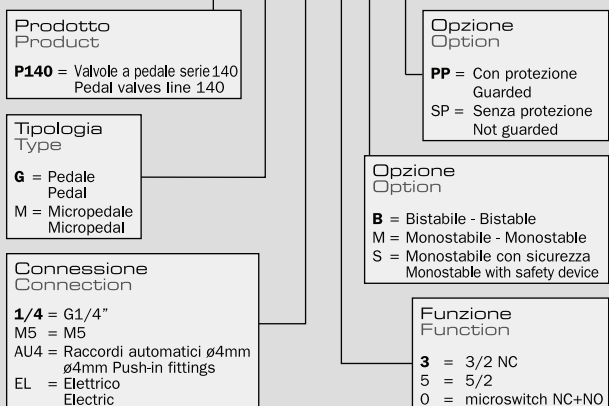 Prodotto
Product
P140 = Valvole a pedale serie 140
Pedal valves line 140
Tipologia
Type
G = Pedale
Pedal
M = Micropedale
Micropedal
Connessione
Connection
1/4 = G1/4"
M5 = M5
AU4 = Raccordi automatici ø4mm
ø4mm Push-in fittings
EL = Elettrico
Electric
Opzione
Option
PP = Con protezione
Guarded
SP = Senza protezione
Not guarded
Opzione
Option
B = Bistabile - Bistable
M = Monostabile - Monostable
S = Monostabile con sicurezza
Monostable with safety device
Funzione
Function
3 = 3/2 NC
5 = 5/2
0 = microswitch NC+NO